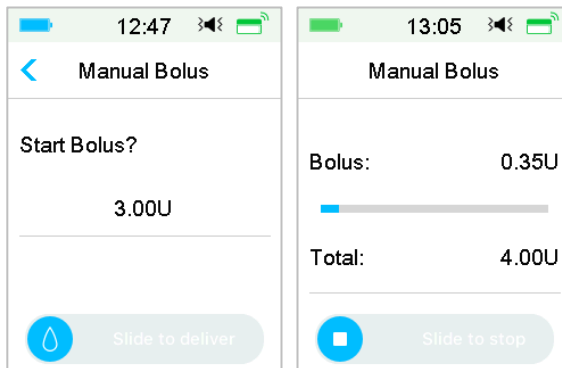 12:47
Manual Bolus
Start Bolus?
3.00U
Slide to deliver
13:05
Manual Bolus
Bolus: 0.35U
Total: 4.00U
Slide to stop